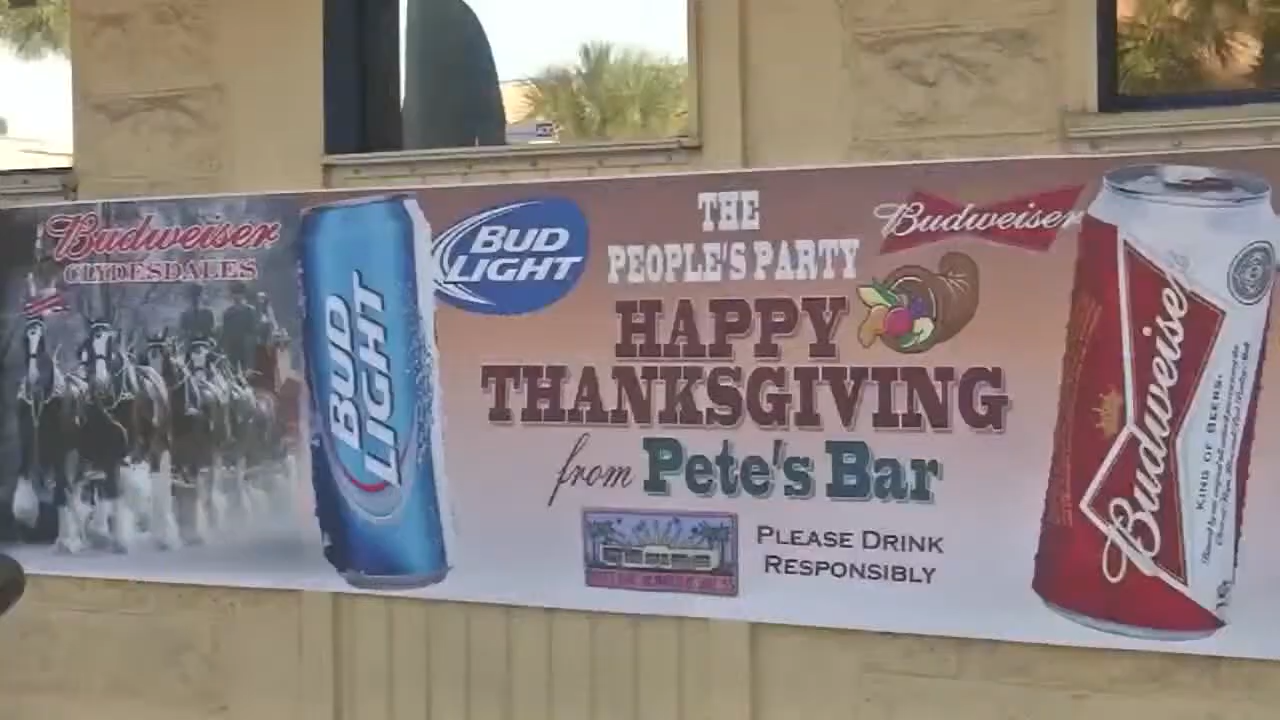 Budweiser
CLYDESDALES
BUD
LIGHT
BUD
LIGHT
THE
PEOPLE'S PARTY
HAPPY
THANKSGIVING
from Pete's Bar
PLEASE DRINK
RESPONSIBLY
Budweiser
Budweiser
KING OF BEERS